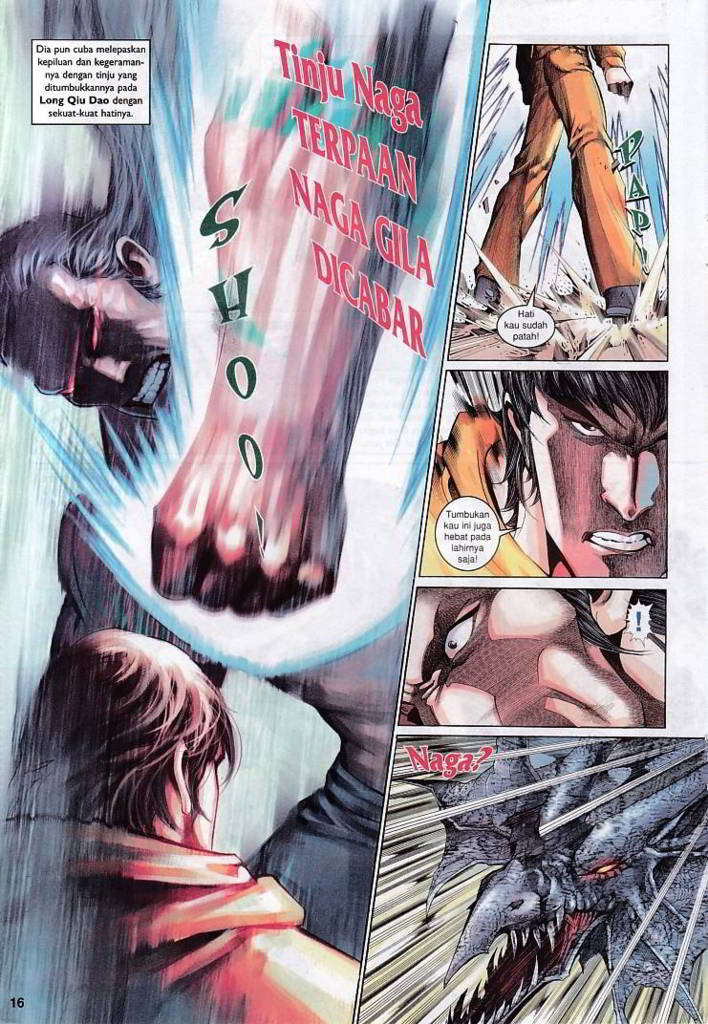 Dia pun cuba melepaskan
kepiluan dan kegeraman-
nya dengan tinju yang
ditumbukkannya pada
Long Qiu Dao dengan
sekuat-kuat hatinya.
Tinju Naga
TERPAAN
NAGA GILA
DICABAR
SHOO!
PAP!
Hati
kau sudah
patah!
Tumbukan
kau ini juga
hebat pada
lahirnya
saja!
!
Naga?
16